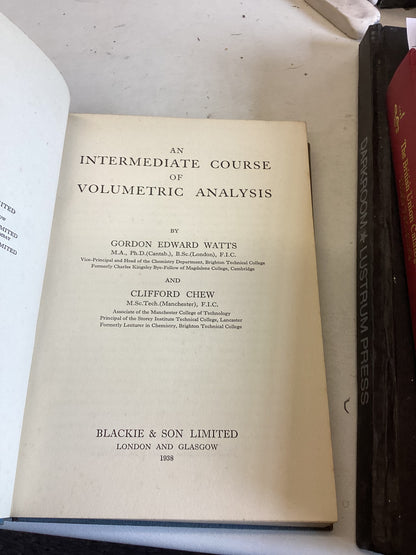 AN
INTERMEDIATE COURSE
OF
VOLUMETRIC ANALYSIS
BY
GORDON EDWARD WATTS
M.A., Ph.D.(Cantab.), B.Sc.(London), F.I.C.
Vice-Principal and Head of the Chemistry Department, Brighton Technical College
Formerly Charles Kingsley Bye-Fellow of Magdalene College, Cambridge
AND
CLIFFORD CHEW
M.Sc.Tech.(Manchester), F.I.C.
Associate of the Manchester College of Technology
Principal of the Storey Institute Technical College, Lancaster
Formerly Lecturer in Chemistry, Brighton Technical College
BLACKIE & SON LIMITED
LONDON AND GLASGOW
1938
LIMITED
LIMITED
LIMITED
DARKROOM
LUSTRUM PRESS